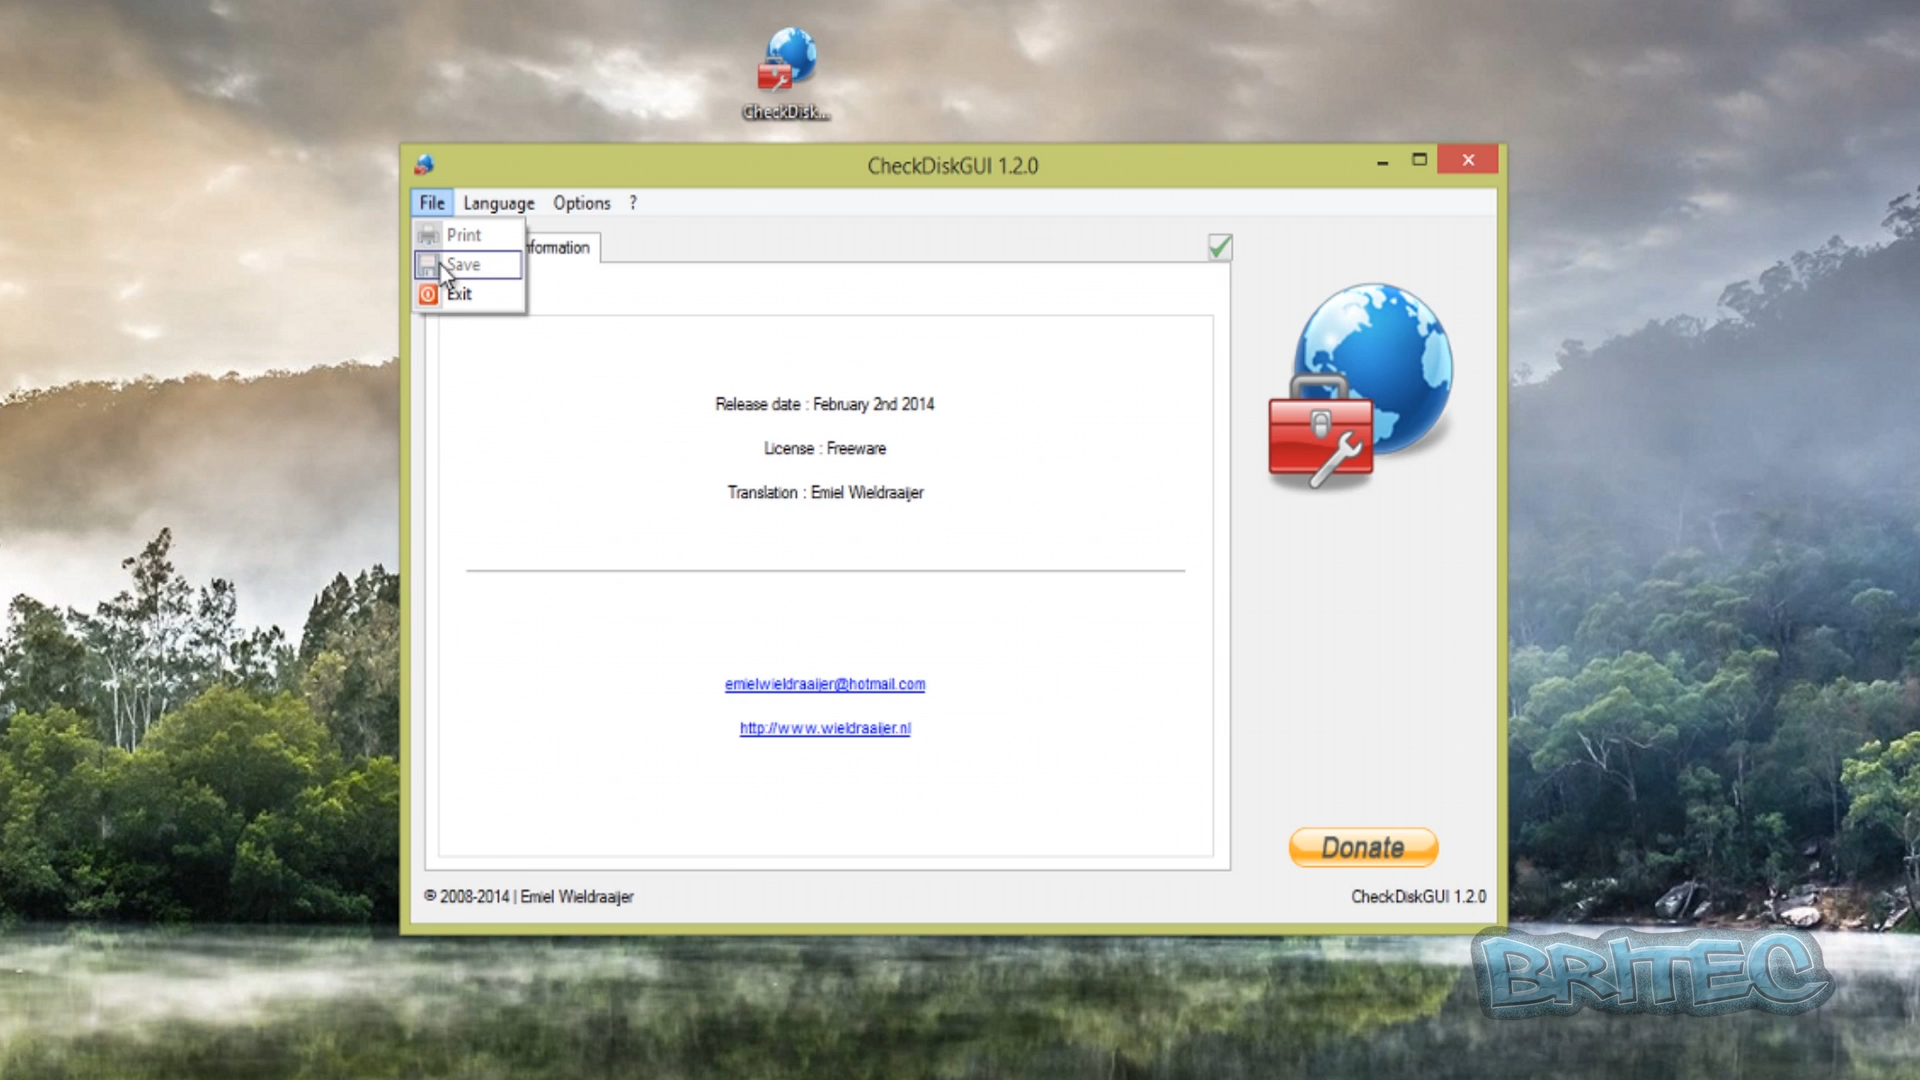 CheckDisk...
CheckDiskGUI 1.2.0
File Language Options ?
Print
Save
Exit
nformation
Release date : February 2nd 2014
License : Freeware
Translation : Emiel Wieldraaijer
emielwieldraaijer@hotmail.com
http://www.wieldraaijer.nl
Donate
© 2008-2014 | Emiel Wieldraaijer
CheckDiskGUI 1.2.0
BRITEC